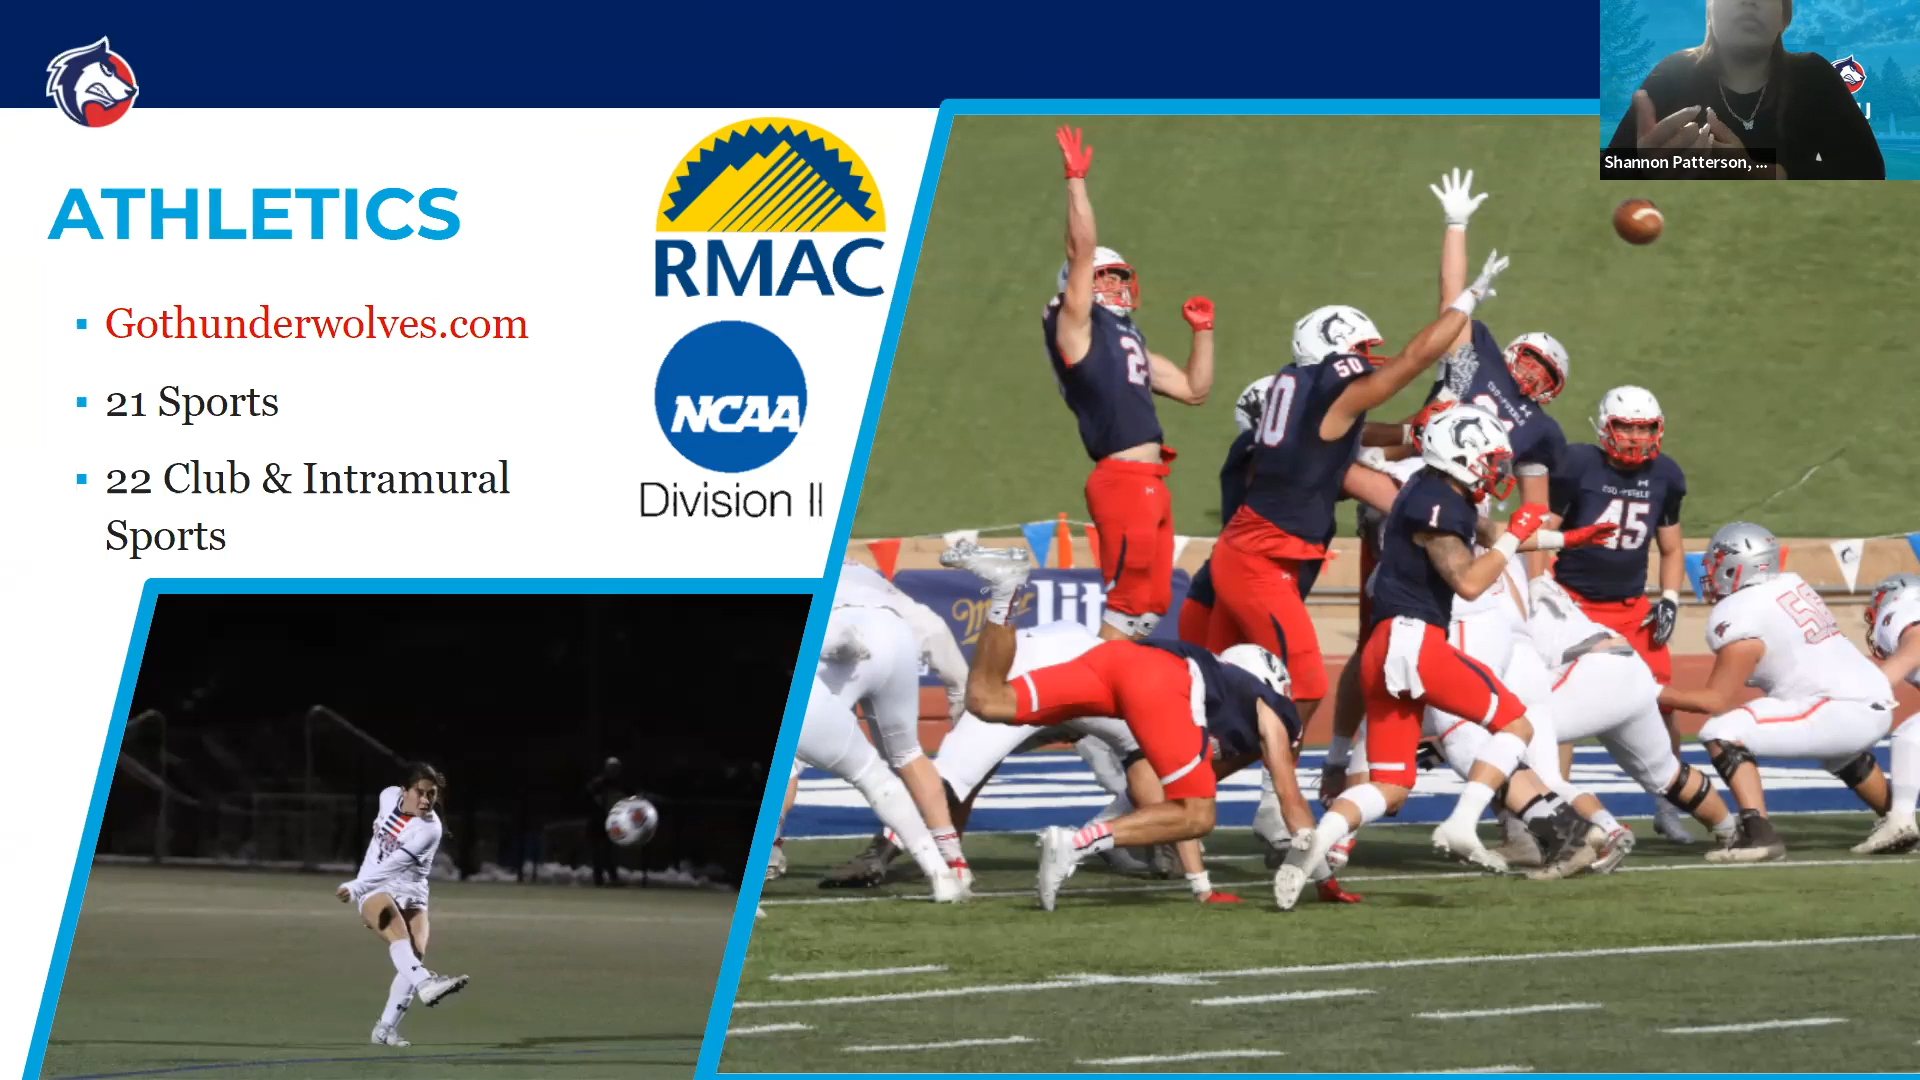 Shannon Patterson, ...
ATHLETICS
RMAC
Gothunderwolves.com
21 Sports
NCAA
22 Club & Intramural
Sports
Division II
50
1
45